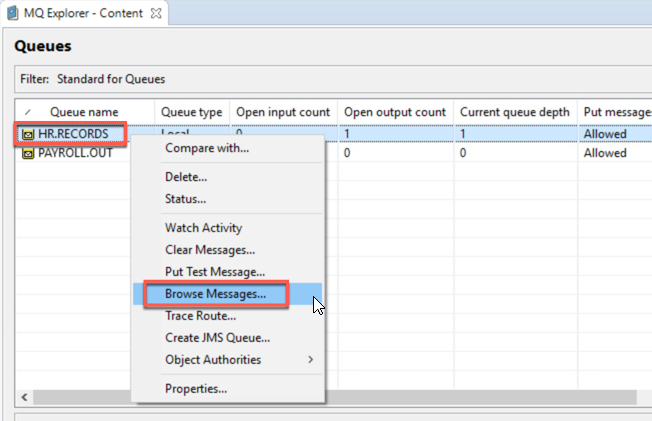 MQ Explorer - Content
Queues
Filter: Standard for Queues
Queue name Queue type Open input count Open output count Current queue depth Put messages
HR.RECORDS Local 0 1 1 Allowed
PAYROLL.OUT 0 0 Allowed
Compare with...
Delete...
Status...
Watch Activity
Clear Messages...
Put Test Message...
Browse Messages...
Trace Route...
Create JMS Queue...
Object Authorities
Properties...